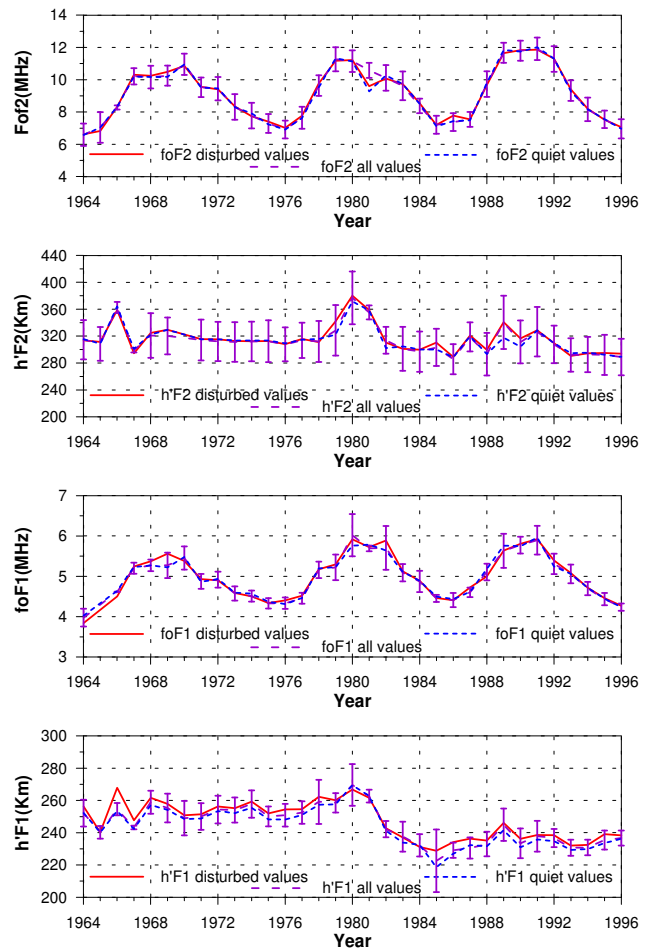 14
12
10
8
6
4
Fof2(MHz)
foF2 disturbed values
foF2 all values
foF2 quiet values
1964 1968 1972 1976 1980 1984 1988 1992 1996
Year
440
400
360
320
280
240
200
h'F2(Km)
h'F2 disturbed values
h'F2 all values
h'F2 quiet values
1964 1968 1972 1976 1980 1984 1988 1992 1996
Year
7
6
5
4
3
foF1(MHz)
foF1 disturbed values
foF1 all values
foF1 quiet values
1964 1968 1972 1976 1980 1984 1988 1992 1996
Year
300
280
260
240
220
200
h'F1(Km)
h'F1 disturbed values
h'F1 all values
h'F1 quiet values
1964 1968 1972 1976 1980 1984 1988 1992 1996
Year